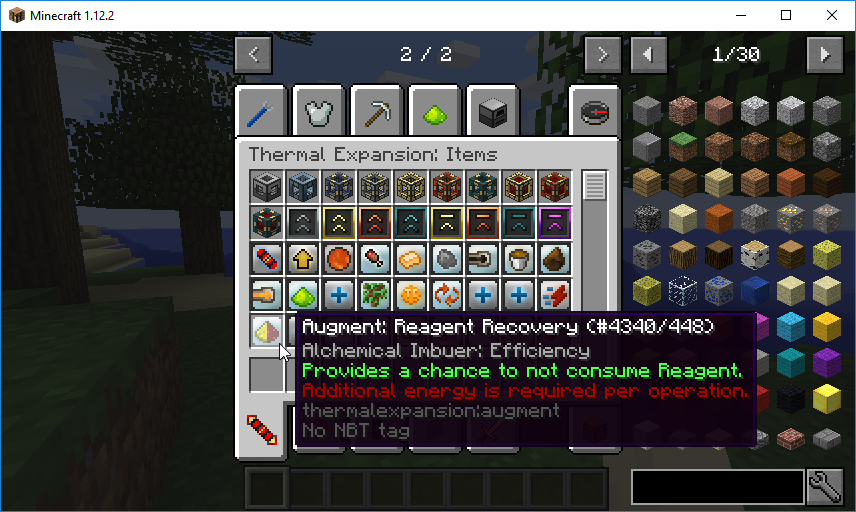 Minecraft 1.12.2
<
2 / 2
>
1/30
Thermal Expansion: Items
Augment: Reagent Recovery (#4340/448)
Alchemical Imbuer: Efficiency
Provides a chance to not consume Reagent.
Additional energy is required per operation.
thermalexpansion:augment
No NBT tag